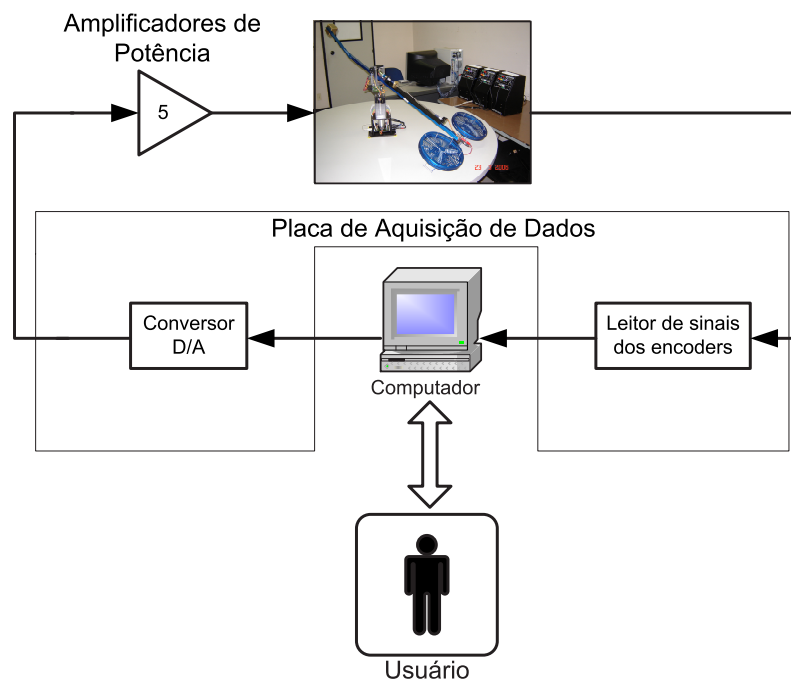 Amplificadores de
Potência
5
Placa de Aquisição de Dados
Conversor
D/A
Computador
Leitor de sinais
dos encoders
Usuário